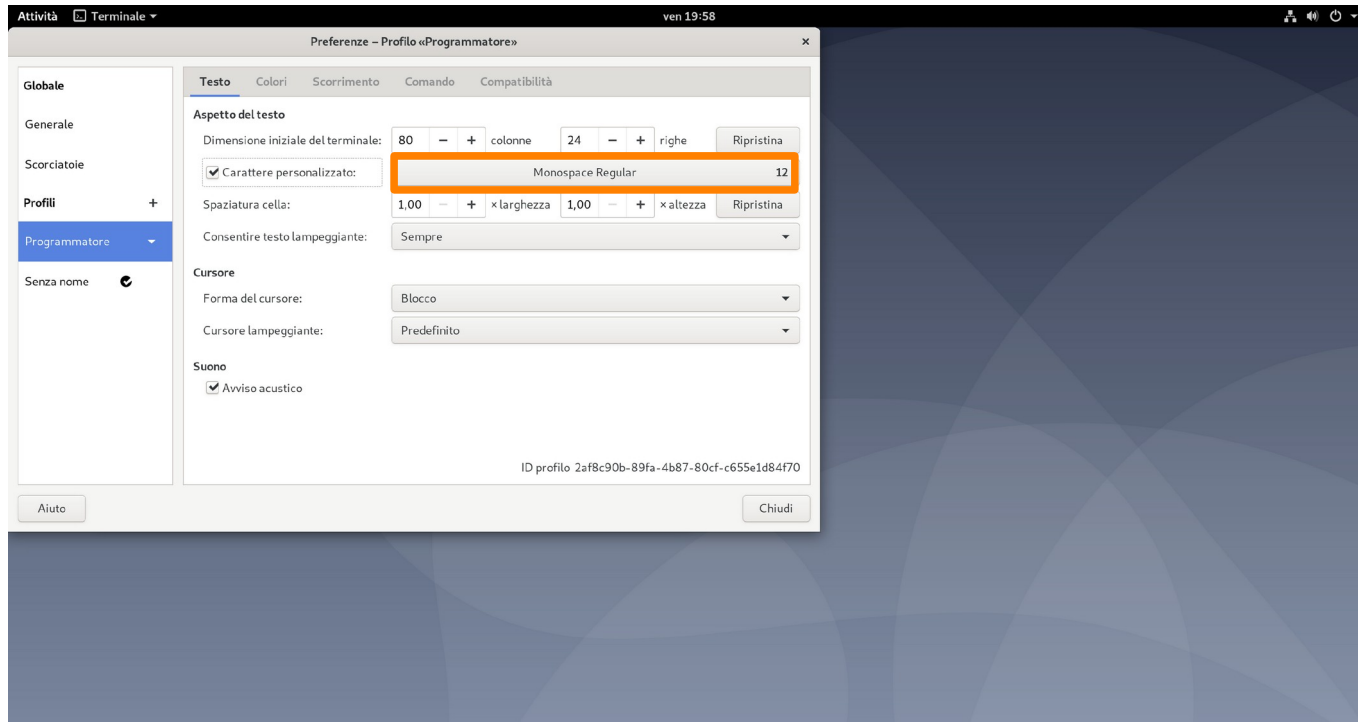 Attività Terminale ven 19:58
Preferenze – Profilo «Programmatore» ×
Globale
Generale
Scorciatoie
Profili +
Programmatore
Senza nome
Testo Colori Scorrimento Comando Compatibilità
Aspetto del testo
Dimensione iniziale del terminale: 80 − + colonne 24 − + righe Ripristina
Carattere personalizzato: Monospace Regular 12
Spaziatura cella: 1,00 − + × larghezza 1,00 − + × altezza Ripristina
Consentire testo lampeggiante: Sempre
Cursore
Forma del cursore: Blocco
Cursore lampeggiante: Predefinito
Suono
Avviso acustico
ID profilo 2af8c90b-89fa-4b87-80cf-c655e1d84f70
Aiuto Chiudi